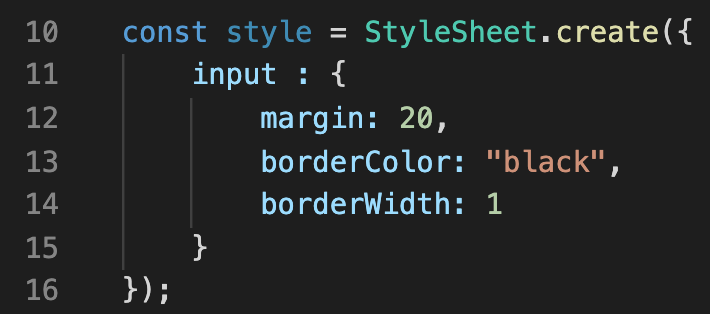 10 const style = StyleSheet.create({
11 input : {
12 margin: 20,
13 borderColor: "black",
14 borderWidth: 1
15 }
16 });